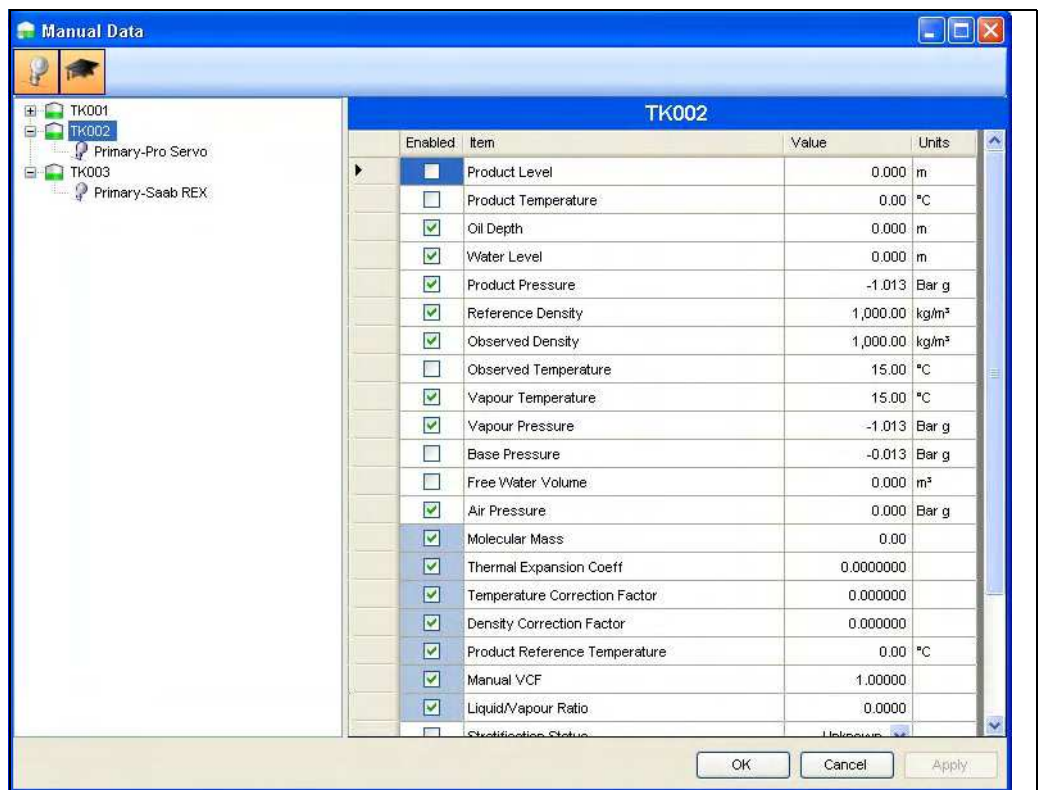 Manual Data
TK001
TK002
Primary-Pro Servo
TK003
Primary-Saab REX
TK002
Enabled Item Value Units
Product Level 0.000 m
Product Temperature 0.00 °C
Oil Depth 0.000 m
Water Level 0.000 m
Product Pressure -1.013 Bar g
Reference Density 1,000.00 kg/m³
Observed Density 1,000.00 kg/m³
Observed Temperature 15.00 °C
Vapour Temperature 15.00 °C
Vapour Pressure -1.013 Bar g
Base Pressure -0.013 Bar g
Free Water Volume 0.000 m³
Air Pressure 0.000 Bar g
Molecular Mass 0.00
Thermal Expansion Coeff 0.0000000
Temperature Correction Factor 0.000000
Density Correction Factor 0.000000
Product Reference Temperature 0.00 °C
Manual VCF 1.00000
Liquid/Vapour Ratio 0.0000
Stratification Status Unknown
OK Cancel Apply